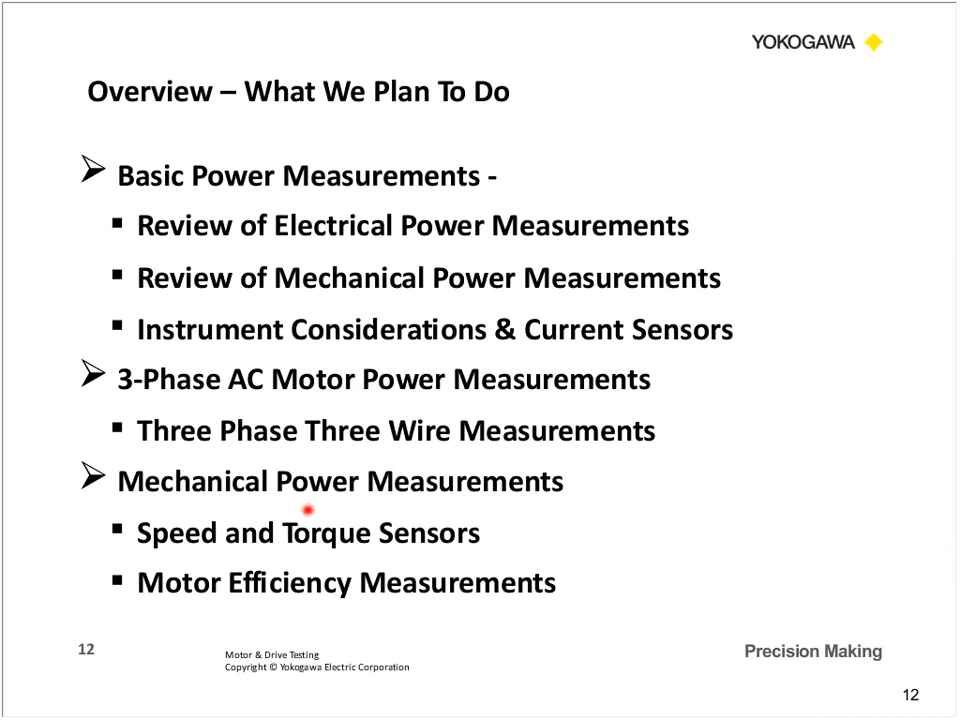 YOKOGAWA
Overview – What We Plan To Do
Basic Power Measurements -
Review of Electrical Power Measurements
Review of Mechanical Power Measurements
Instrument Considerations & Current Sensors
3-Phase AC Motor Power Measurements
Three Phase Three Wire Measurements
Mechanical Power Measurements
Speed and Torque Sensors
Motor Efficiency Measurements
12
Motor & Drive Testing
Copyright © Yokogawa Electric Corporation
Precision Making
12